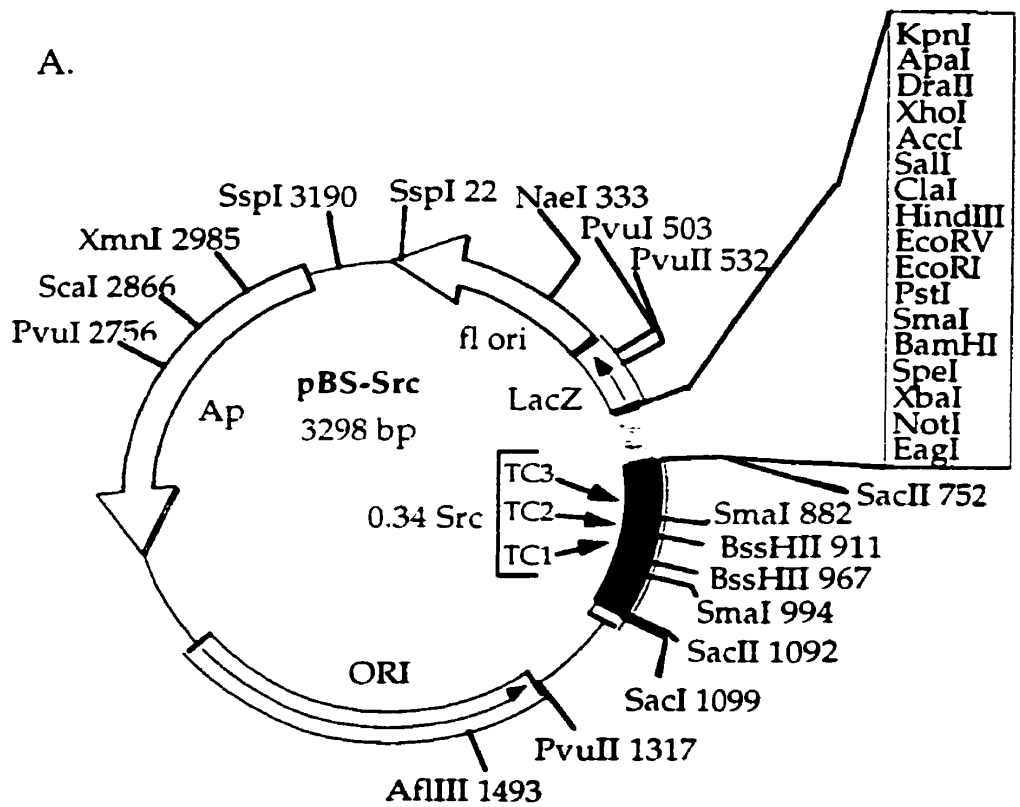 A.
KpnI
ApaI
DraII
XhoI
AccI
SalI
ClaI
HindIII
EcoRV
EcoRI
PstI
SmaI
BamHI
SpeI
XbaI
NotI
EagI
SspI 3190
SspI 22
NaeI 333
PvuI 503
PvuII 532
XmnI 2985
ScaI 2866
PvuI 2756
fl ori
LacZ
Ap
pBS-Src
3298 bp
0.34 Src
TC3
TC2
TC1
SacII 752
SmaI 882
BssHII 911
BssHII 967
SmaI 994
SacII 1092
SacI 1099
ORI
PvuII 1317
AflIII 1493